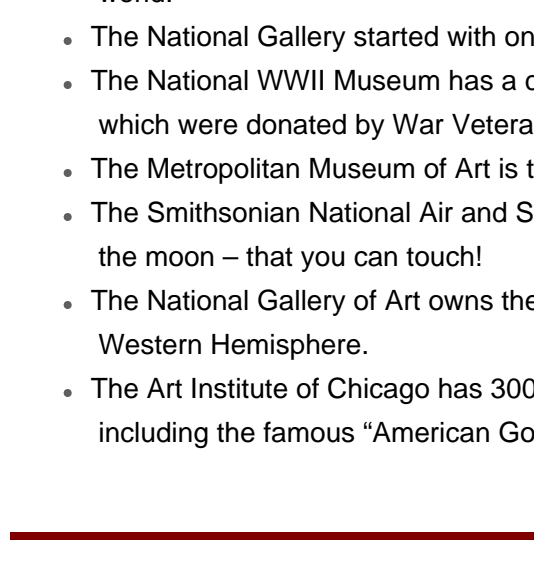 The National Gallery started with on
The National WWII Museum has a
which were donated by War Vetera
The Metropolitan Museum of Art is t
The Smithsonian National Air and S
the moon – that you can touch!
The National Gallery of Art owns the
Western Hemisphere.
The Art Institute of Chicago has 300
including the famous “American Go